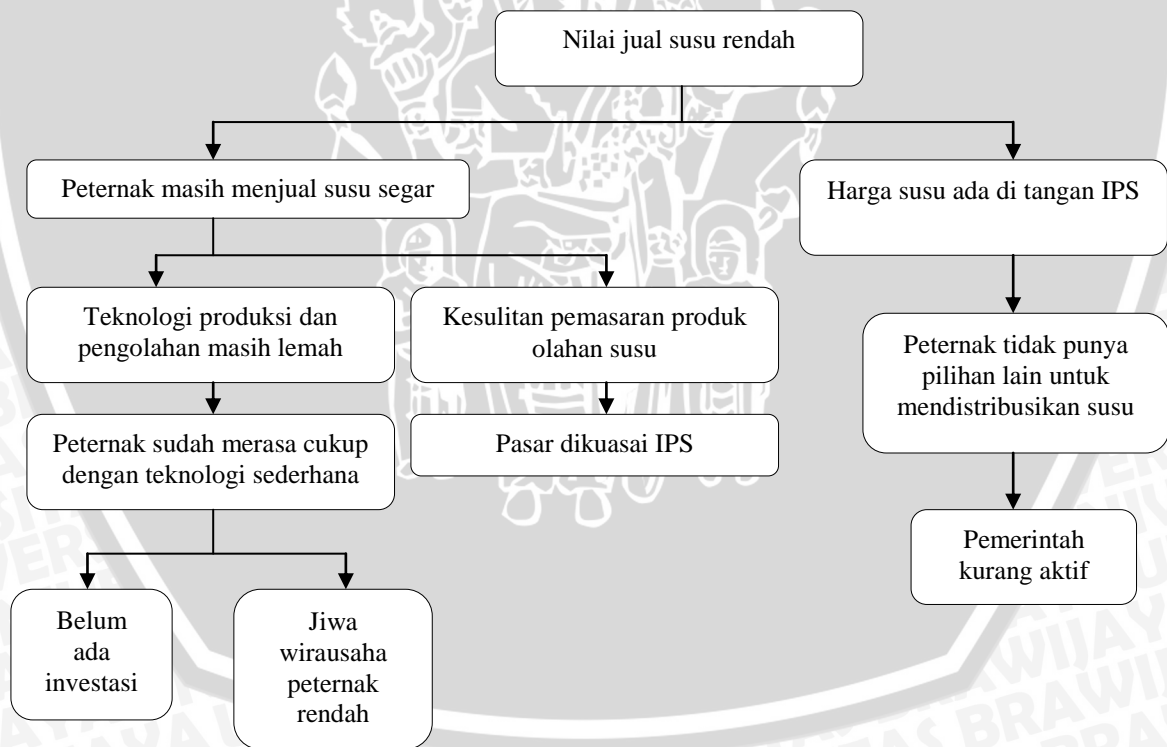 Nilai jual susu rendah
Peternak masih menjual susu segar
Harga susu ada di tangan IPS
Teknologi produksi dan
pengolahan masih lemah
Kesulitan pemasaran produk
olahan susu
Peternak tidak punya
pilihan lain untuk
mendistribusikan susu
Peternak sudah merasa cukup
dengan teknologi sederhana
Pasar dikuasai IPS
Pemerintah
kurang aktif
Belum
ada
investasi
Jiwa
wirausaha
peternak
rendah